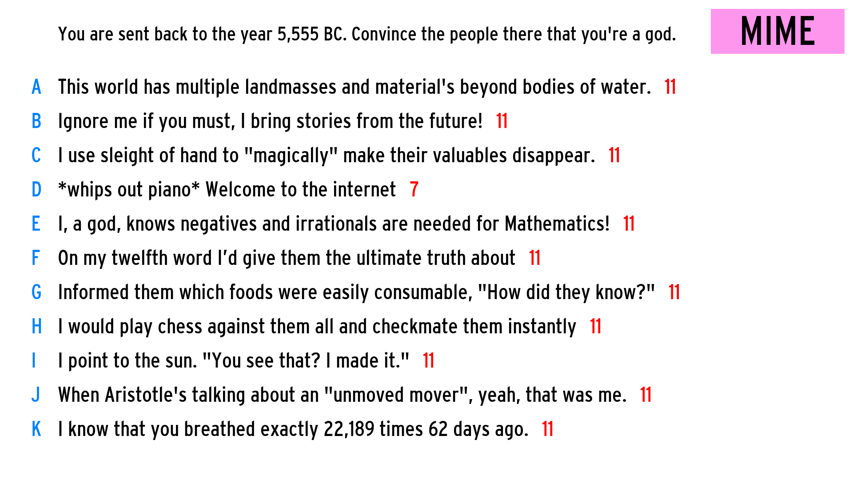 You are sent back to the year 5,555 BC. Convince the people there that you're a god.
MIME
A This world has multiple landmasses and material's beyond bodies of water. 11
B Ignore me if you must, I bring stories from the future! 11
C I use sleight of hand to "magically" make their valuables disappear. 11
D *whips out piano* Welcome to the internet 7
E I, a god, knows negatives and irrationals are needed for Mathematics! 11
F On my twelfth word I'd give them the ultimate truth about 11
G Informed them which foods were easily consumable, "How did they know?" 11
H I would play chess against them all and checkmate them instantly 11
I I point to the sun. "You see that? I made it." 11
J When Aristotle's talking about an "unmoved mover", yeah, that was me. 11
K I know that you breathed exactly 22,189 times 62 days ago. 11